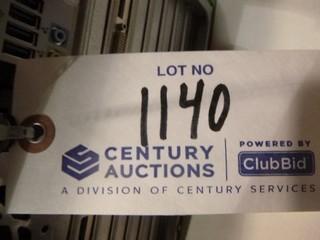 LOT NO
1140
CENTURY
AUCTIONS
POWERED BY
ClubBid
A DIVISION OF CENTURY SERVICES